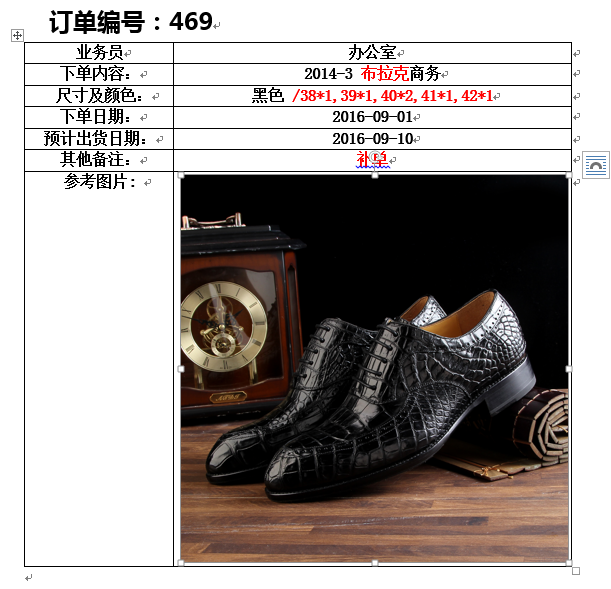 订单编号：469
业务员 办公室
下单内容： 2014-3 布拉克商务
尺寸及颜色： 黑色 /38*1,39*1,40*2,41*1,42*1
下单日期： 2016-09-01
预计出货日期： 2016-09-10
其他备注：
参考图片：